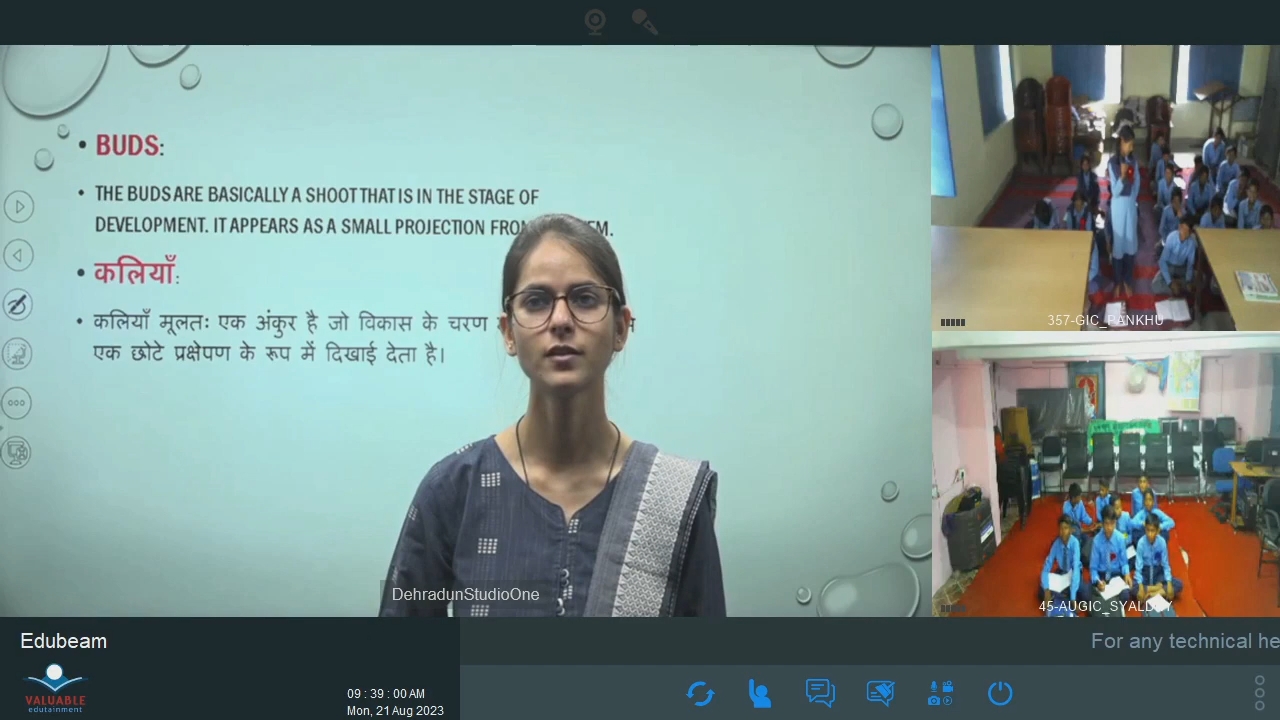 • BUDS:
• THE BUDS ARE BASICALLY A SHOOT THAT IS IN THE STAGE OF
DEVELOPMENT. IT APPEARS AS A SMALL PROJECTION FROM
• कलियाँ:
• कलियाँ मूलतः एक अंकुर है जो विकास के चरण
एक छोटे प्रक्षेपण के रूप में दिखाई देता है।
DehradunStudioOne
357-GIC_PANKHU
45-AUGIC_SYALDEY
Edubeam
VALUABLE
edutainment
09 : 39 : 00 AM
Mon, 21 Aug 2023
For any technical he